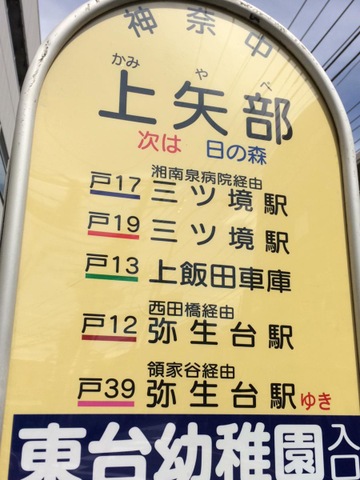 神奈中
かみ や べ
上矢部
次は 日の森
湘南泉病院経由
戸17 三ツ境駅
戸19 三ツ境駅
戸13 上飯田車庫
西田橋経由
戸12 弥生台駅
領家谷経由
戸39 弥生台駅ゆき
東台幼稚園入口